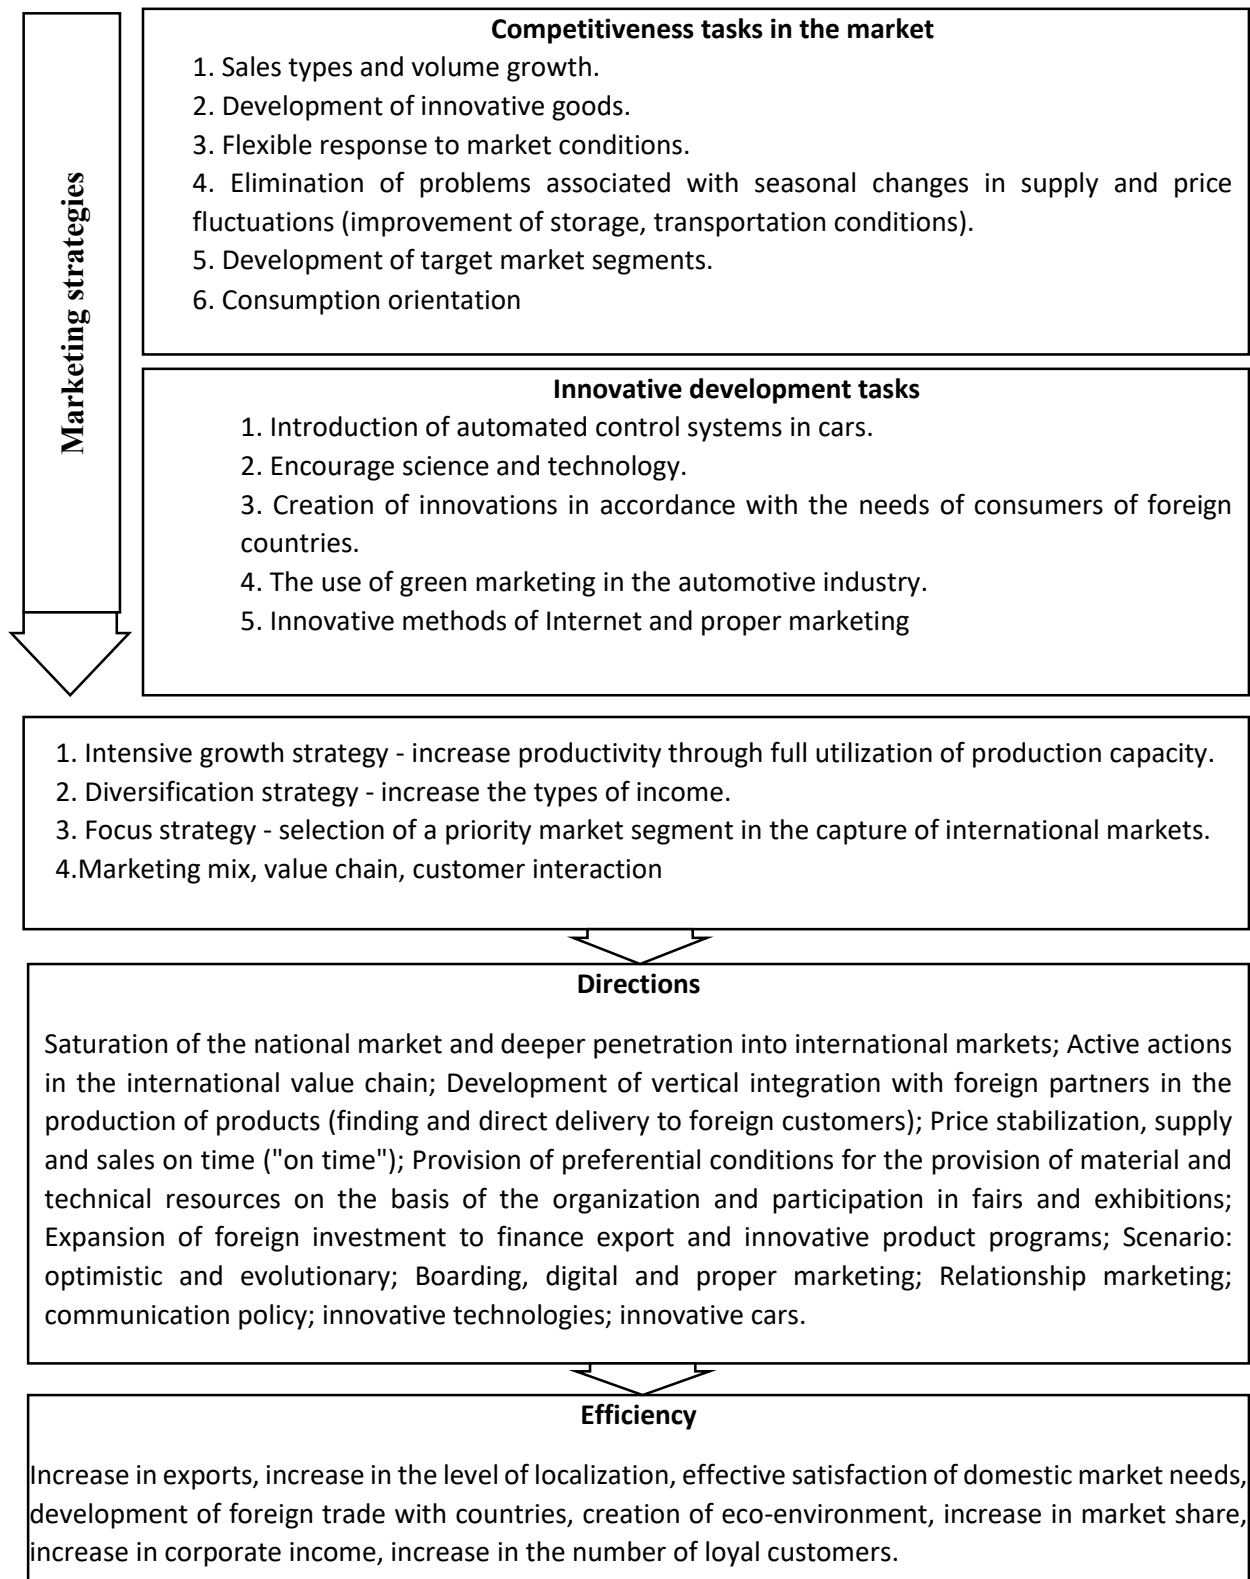 Marketing strategies
Competitiveness tasks in the market
1. Sales types and volume growth.
2. Development of innovative goods.
3. Flexible response to market conditions.
4. Elimination of problems associated with seasonal changes in supply and price
fluctuations (improvement of storage, transportation conditions).
5. Development of target market segments.
6. Consumption orientation
Innovative development tasks
1. Introduction of automated control systems in cars.
2. Encourage science and technology.
3. Creation of innovations in accordance with the needs of consumers of foreign
countries.
4. The use of green marketing in the automotive industry.
5. Innovative methods of Internet and proper marketing
1. Intensive growth strategy - increase productivity through full utilization of production capacity.
2. Diversification strategy - increase the types of income.
3. Focus strategy - selection of a priority market segment in the capture of international markets.
4.Marketing mix, value chain, customer interaction
Directions
Saturation of the national market and deeper penetration into international markets; Active actions
in the international value chain; Development of vertical integration with foreign partners in the
production of products (finding and direct delivery to foreign customers); Price stabilization, supply
and sales on time ("on time"); Provision of preferential conditions for the provision of material and
technical resources on the basis of the organization and participation in fairs and exhibitions;
Expansion of foreign investment to finance export and innovative product programs; Scenario:
optimistic and evolutionary; Boarding, digital and proper marketing; Relationship marketing;
communication policy; innovative technologies; innovative cars.
Efficiency
Increase in exports, increase in the level of localization, effective satisfaction of domestic market needs,
development of foreign trade with countries, creation of eco-environment, increase in market share,
increase in corporate income, increase in the number of loyal customers.